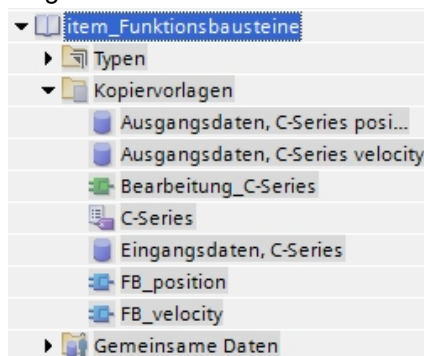 item_Funktionsbausteine
Typen
Kopiervorlagen
Ausgangsdaten, C-Series posi...
Ausgangsdaten, C-Series velocity
Bearbeitung_C-Series
C-Series
Eingangsdaten, C-Series
FB_position
FB_velocity
Gemeinsame Daten